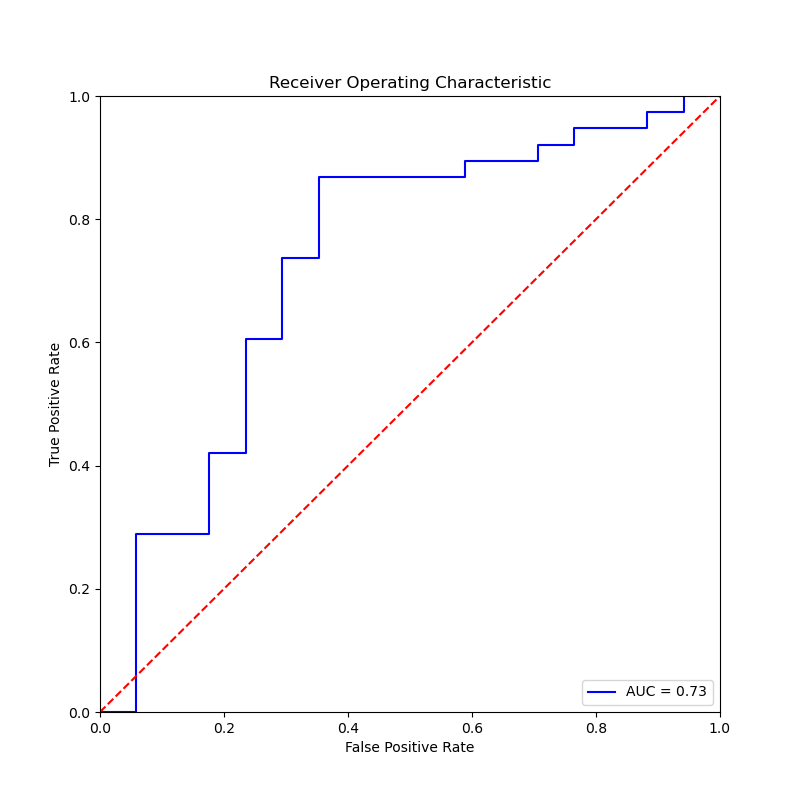 Receiver Operating Characteristic
1.0
0.8
0.6
0.4
0.2
0.0
True Positive Rate
AUC = 0.73
0.0 0.2 0.4 0.6 0.8 1.0
False Positive Rate